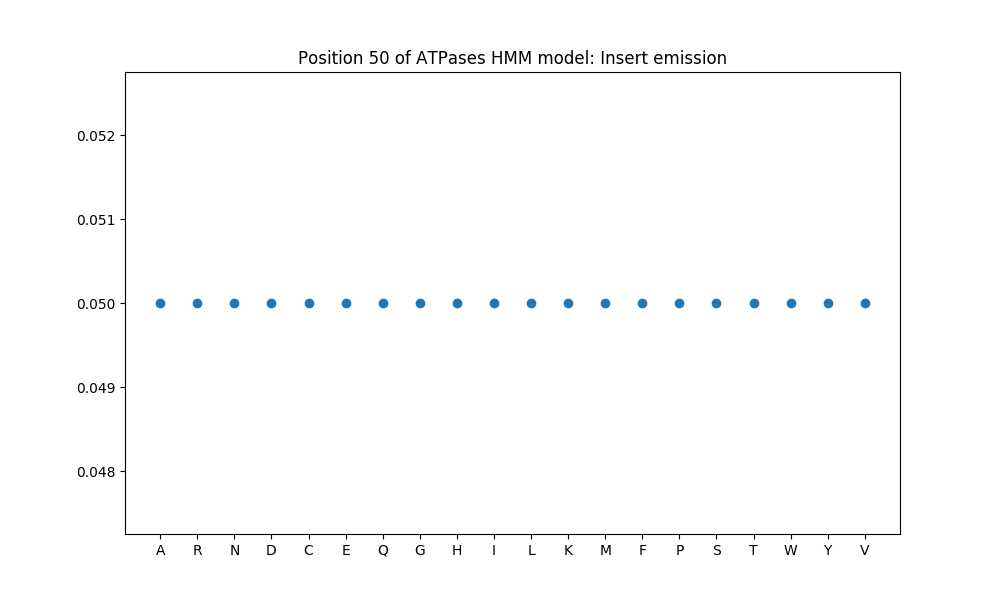 Position 50 of ATPases HMM model: Insert emission
0.052
0.051
0.050
0.049
0.048
A R N D C E Q G H I L K M F P S T W Y V